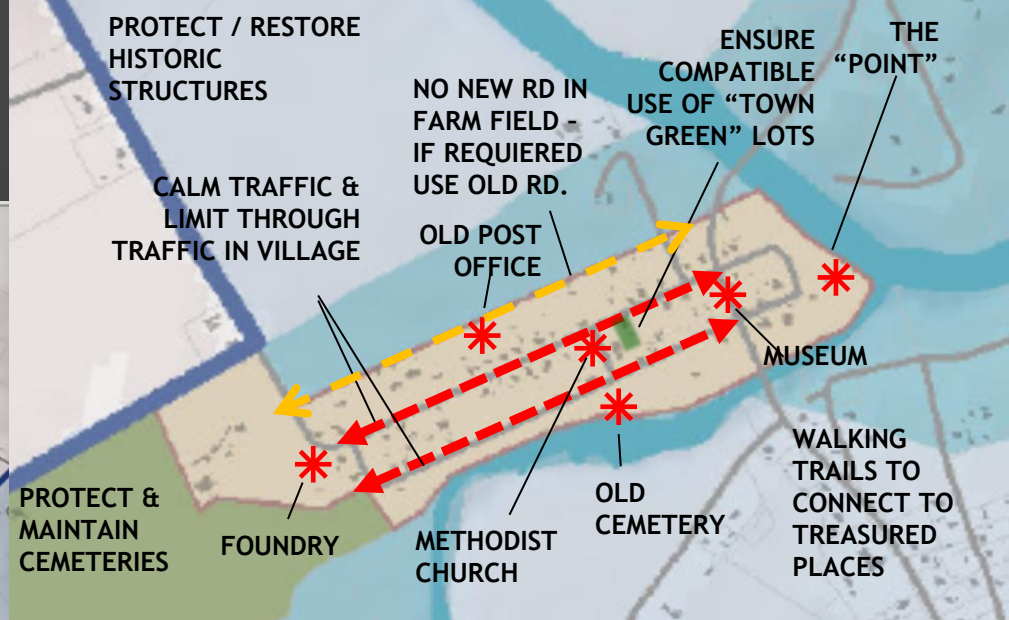 PROTECT / RESTORE
HISTORIC
STRUCTURES
ENSURE
COMPATIBLE
USE OF “TOWN
GREEN” LOTS
THE
“POINT”
NO NEW RD IN
FARM FIELD -
IF REQUIERED
USE OLD RD.
CALM TRAFFIC &
LIMIT THROUGH
TRAFFIC IN VILLAGE
OLD POST
OFFICE
MUSEUM
WALKING
TRAILS TO
CONNECT TO
TREASURED
PLACES
PROTECT &
MAINTAIN
CEMETERIES
FOUNDRY
METHODIST
CHURCH
OLD
CEMETERY